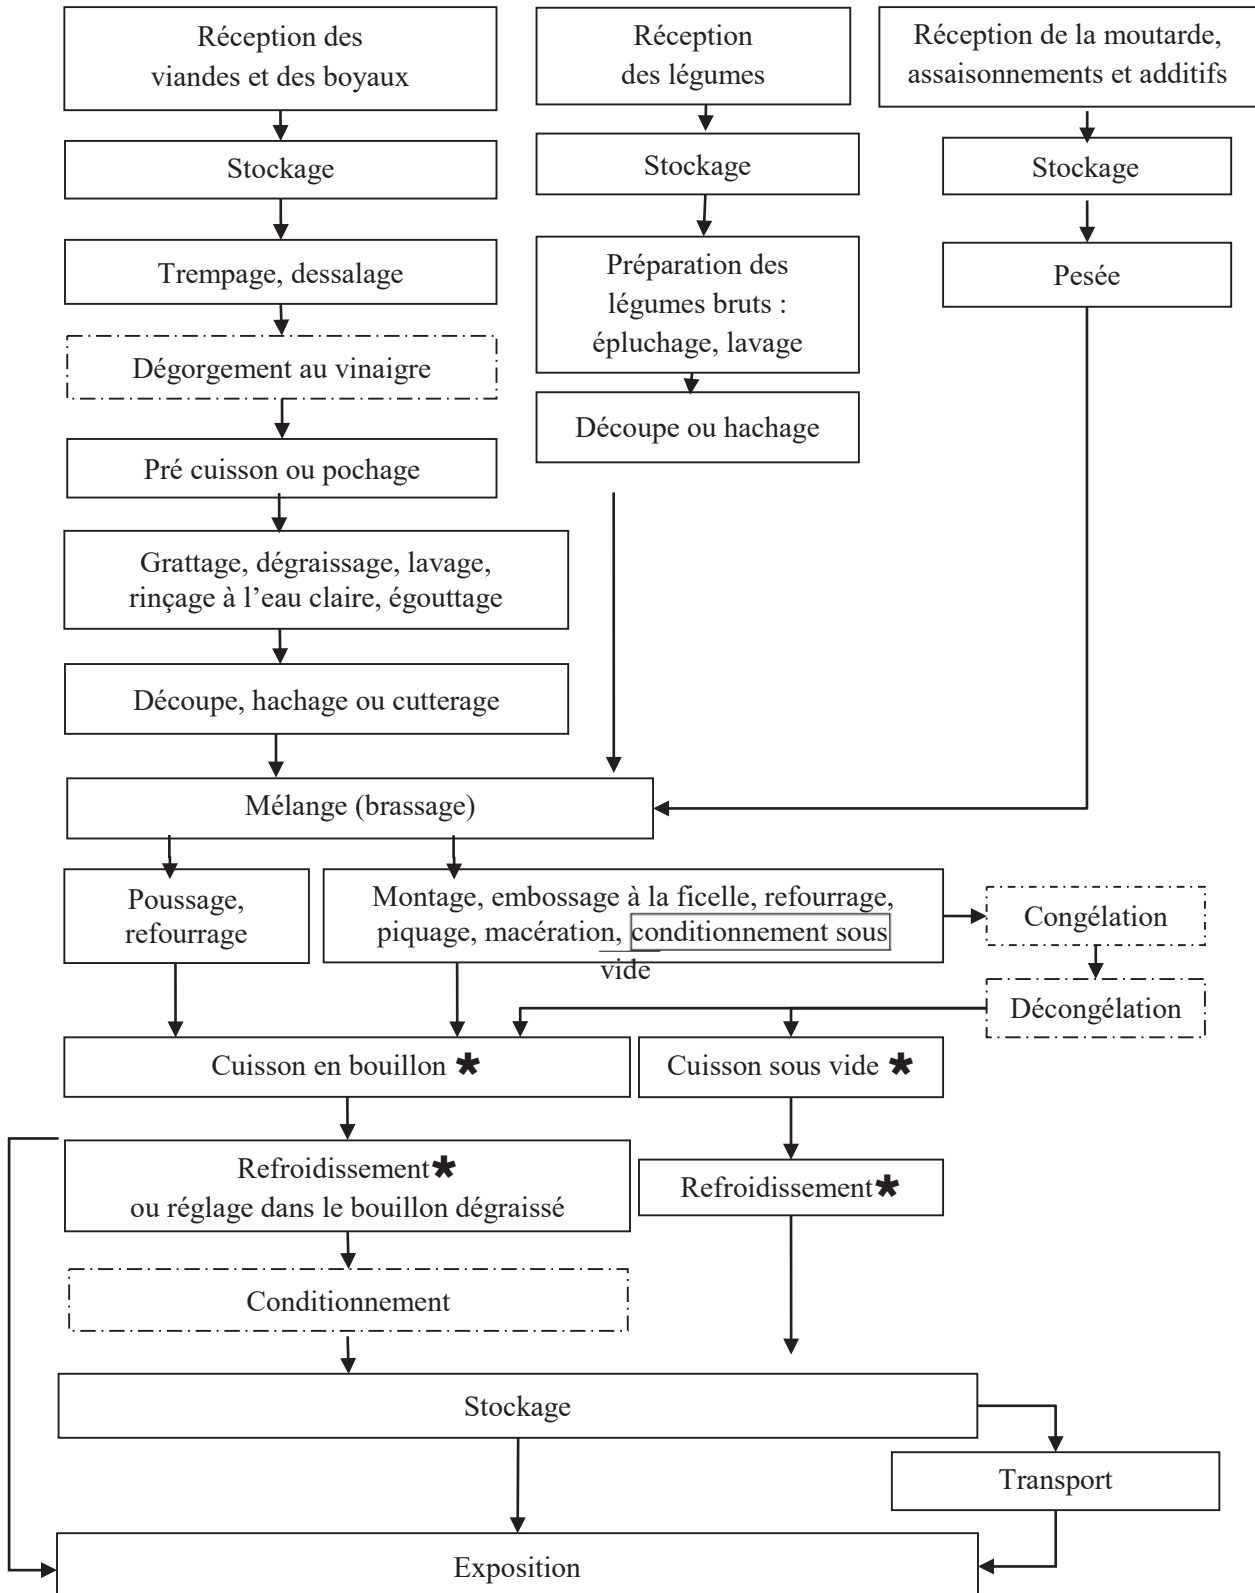 Réception des
viandes et des boyaux
Réception
des légumes
Réception de la moutarde,
assaisonnements et additifs
Stockage
Stockage
Stockage
Trempage, dessalage
Préparation des
légumes bruts :
épluchage, lavage
Pesée
Dégorgement au vinaigre
Découpe ou hachage
Pré cuisson ou pochage
Grattage, dégraissage, lavage,
rinçage à l’eau claire, égouttage
Découpe, hachage ou cutterage
Mélange (brassage)
Poussage,
refourrage
Montage, embossage à la ficelle, refourrage,
piquage, macération, conditionnement sous
vide
Congélation
Décongélation
Cuisson en bouillon *
Cuisson sous vide *
Refroidissement*
ou réglage dans le bouillon dégraissé
Refroidissement*
Conditionnement
Stockage
Transport
Exposition